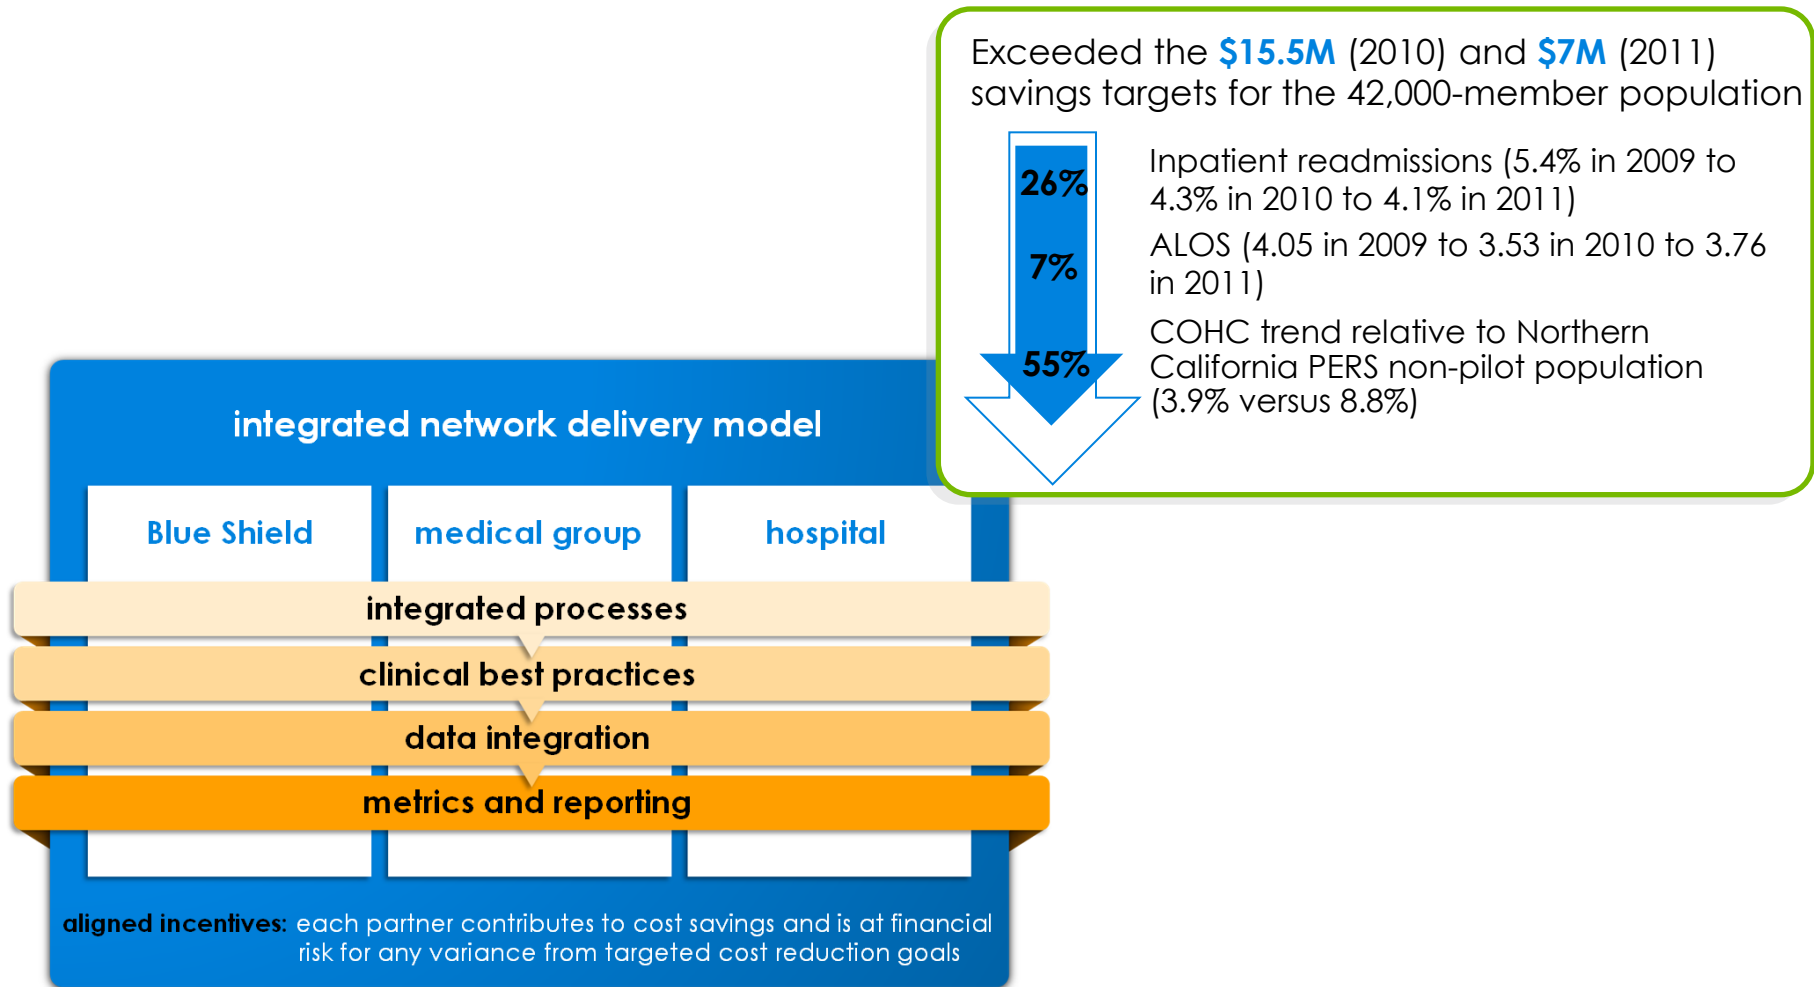 Exceeded the $15.5M (2010) and $7M (2011)
savings targets for the 42,000-member population
26%
Inpatient readmissions (5.4% in 2009 to
4.3% in 2010 to 4.1% in 2011)
7%
ALOS (4.05 in 2009 to 3.53 in 2010 to 3.76
in 2011)
55%
COHC trend relative to Northern
California PERS non-pilot population
(3.9% versus 8.8%)
integrated network delivery model
Blue Shield
medical group
hospital
integrated processes
clinical best practices
data integration
metrics and reporting
aligned incentives: each partner contributes to cost savings and is at financial
risk for any variance from targeted cost reduction goals